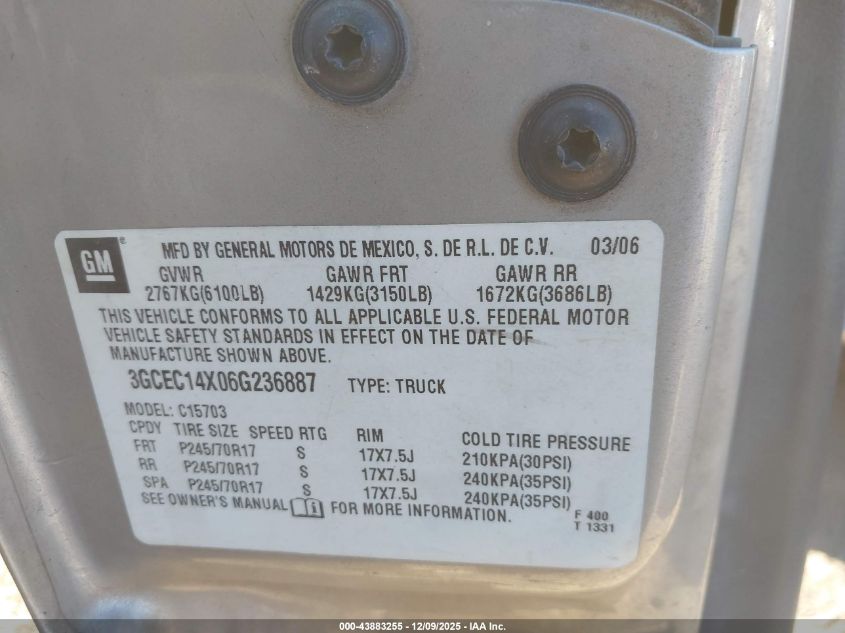 GM
MFD BY GENERAL MOTORS DE MEXICO, S. DE R.L. DE C.V. 03/06
GVWR GAWR FRT GAWR RR
2767KG(6100LB) 1429KG(3150LB) 1672KG(3686LB)
THIS VEHICLE CONFORMS TO ALL APPLICABLE U.S. FEDERAL MOTOR
VEHICLE SAFETY STANDARDS IN EFFECT ON THE DATE OF
MANUFACTURE SHOWN ABOVE.
3GCEC14X06G236887 TYPE: TRUCK
MODEL: C15703
CPDY TIRE SIZE SPEED RTG RIM COLD TIRE PRESSURE
FRT P245/70R17 S 17X7.5J 210KPA(30PSI)
RR P245/70R17 S 17X7.5J 240KPA(35PSI)
SPA P245/70R17 S 17X7.5J 240KPA(35PSI)
SEE OWNER'S MANUAL FOR MORE INFORMATION.
F 400
T 1331
000-43883255 - 12/09/2025 - IAA Inc.